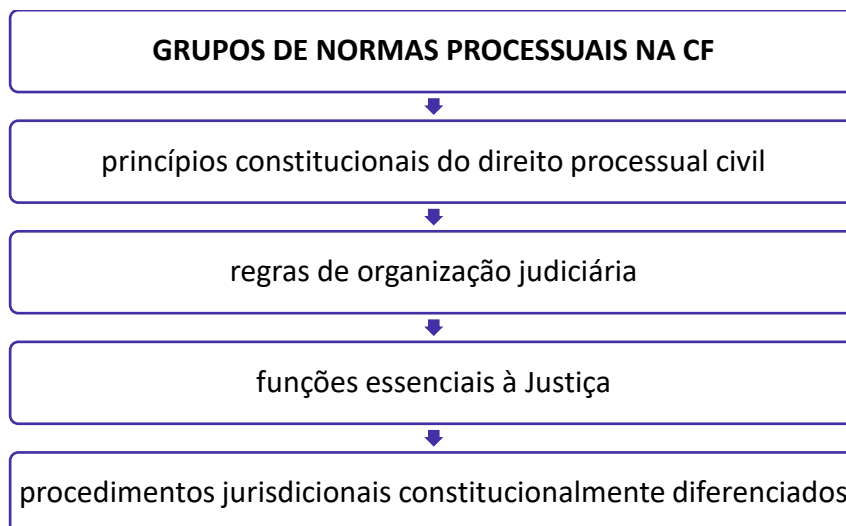 GRUPOS DE NORMAS PROCESSUAIS NA CF
princípios constitucionais do direito processual civil
regras de organização judiciária
funções essenciais à Justiça
procedimentos jurisdicionais constitucionalmente diferenciados